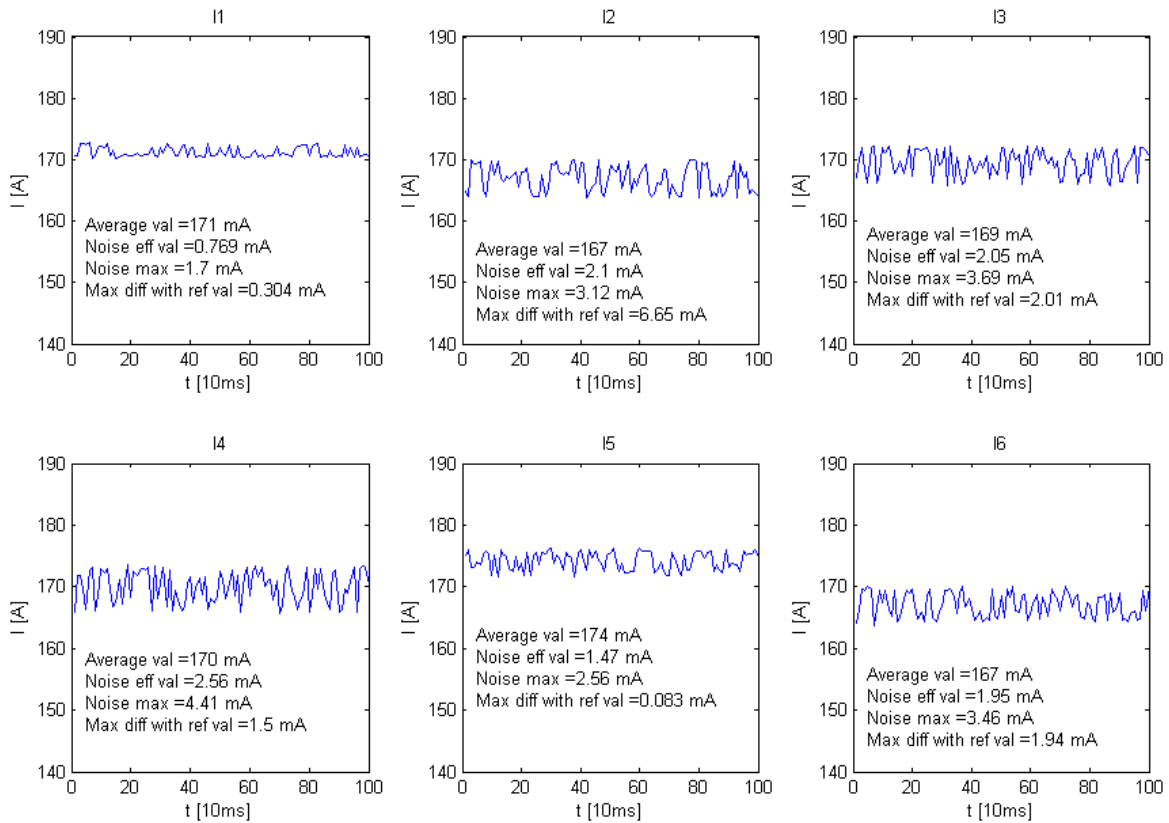 I1
190
180
170
160
150
140
I [A]
Average val =171 mA
Noise eff val =0.769 mA
Noise max =1.7 mA
Max diff with ref val =0.304 mA
0 20 40 60 80 100
t [10ms]
I2
190
180
170
160
150
140
I [A]
Average val =167 mA
Noise eff val =2.1 mA
Noise max =3.12 mA
Max diff with ref val =6.65 mA
0 20 40 60 80 100
t [10ms]
I3
190
180
170
160
150
140
I [A]
Average val =169 mA
Noise eff val =2.05 mA
Noise max =3.69 mA
Max diff with ref val =2.01 mA
0 20 40 60 80 100
t [10ms]
I4
190
180
170
160
150
140
I [A]
Average val =170 mA
Noise eff val =2.56 mA
Noise max =4.41 mA
Max diff with ref val =1.5 mA
0 20 40 60 80 100
t [10ms]
I5
190
180
170
160
150
140
I [A]
Average val =174 mA
Noise eff val =1.47 mA
Noise max =2.56 mA
Max diff with ref val =0.083 mA
0 20 40 60 80 100
t [10ms]
I6
190
180
170
160
150
140
I [A]
Average val =167 mA
Noise eff val =1.95 mA
Noise max =3.46 mA
Max diff with ref val =1.94 mA
0 20 40 60 80 100
t [10ms]